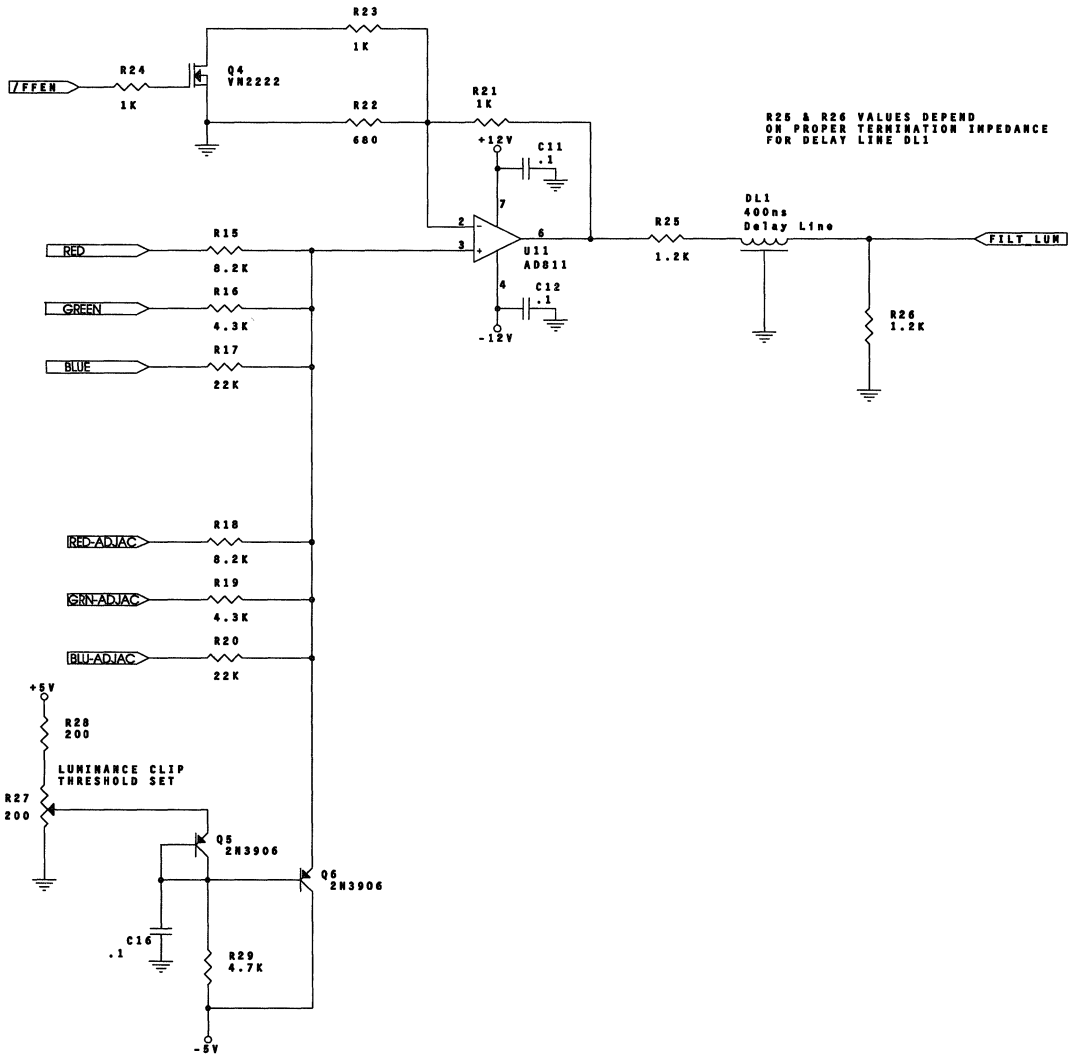 R23
1K
/FFEN
R24
1K
Q4
VN2222
R22
680
R21
1K
+12V
C11
.1
7
R25 & R26 VALUES DEPEND
ON PROPER TERMINATION IMPEDANCE
FOR DELAY LINE DL1
DL1
400ns
Delay Line
2
-
3
+
6
U11
AD811
4
C12
.1
-12V
R25
1.2K
FILT_LUM
R26
1.2K
RED
R15
8.2K
GREEN
R16
4.3K
BLUE
R17
22K
RED-ADJAC
R18
8.2K
GRN-ADJAC
R19
4.3K
BLU-ADJAC
R20
22K
+5V
R28
200
LUMINANCE CLIP
THRESHOLD SET
R27
200
Q5
2N3906
Q6
2N3906
C16
.1
R29
4.7K
-5V